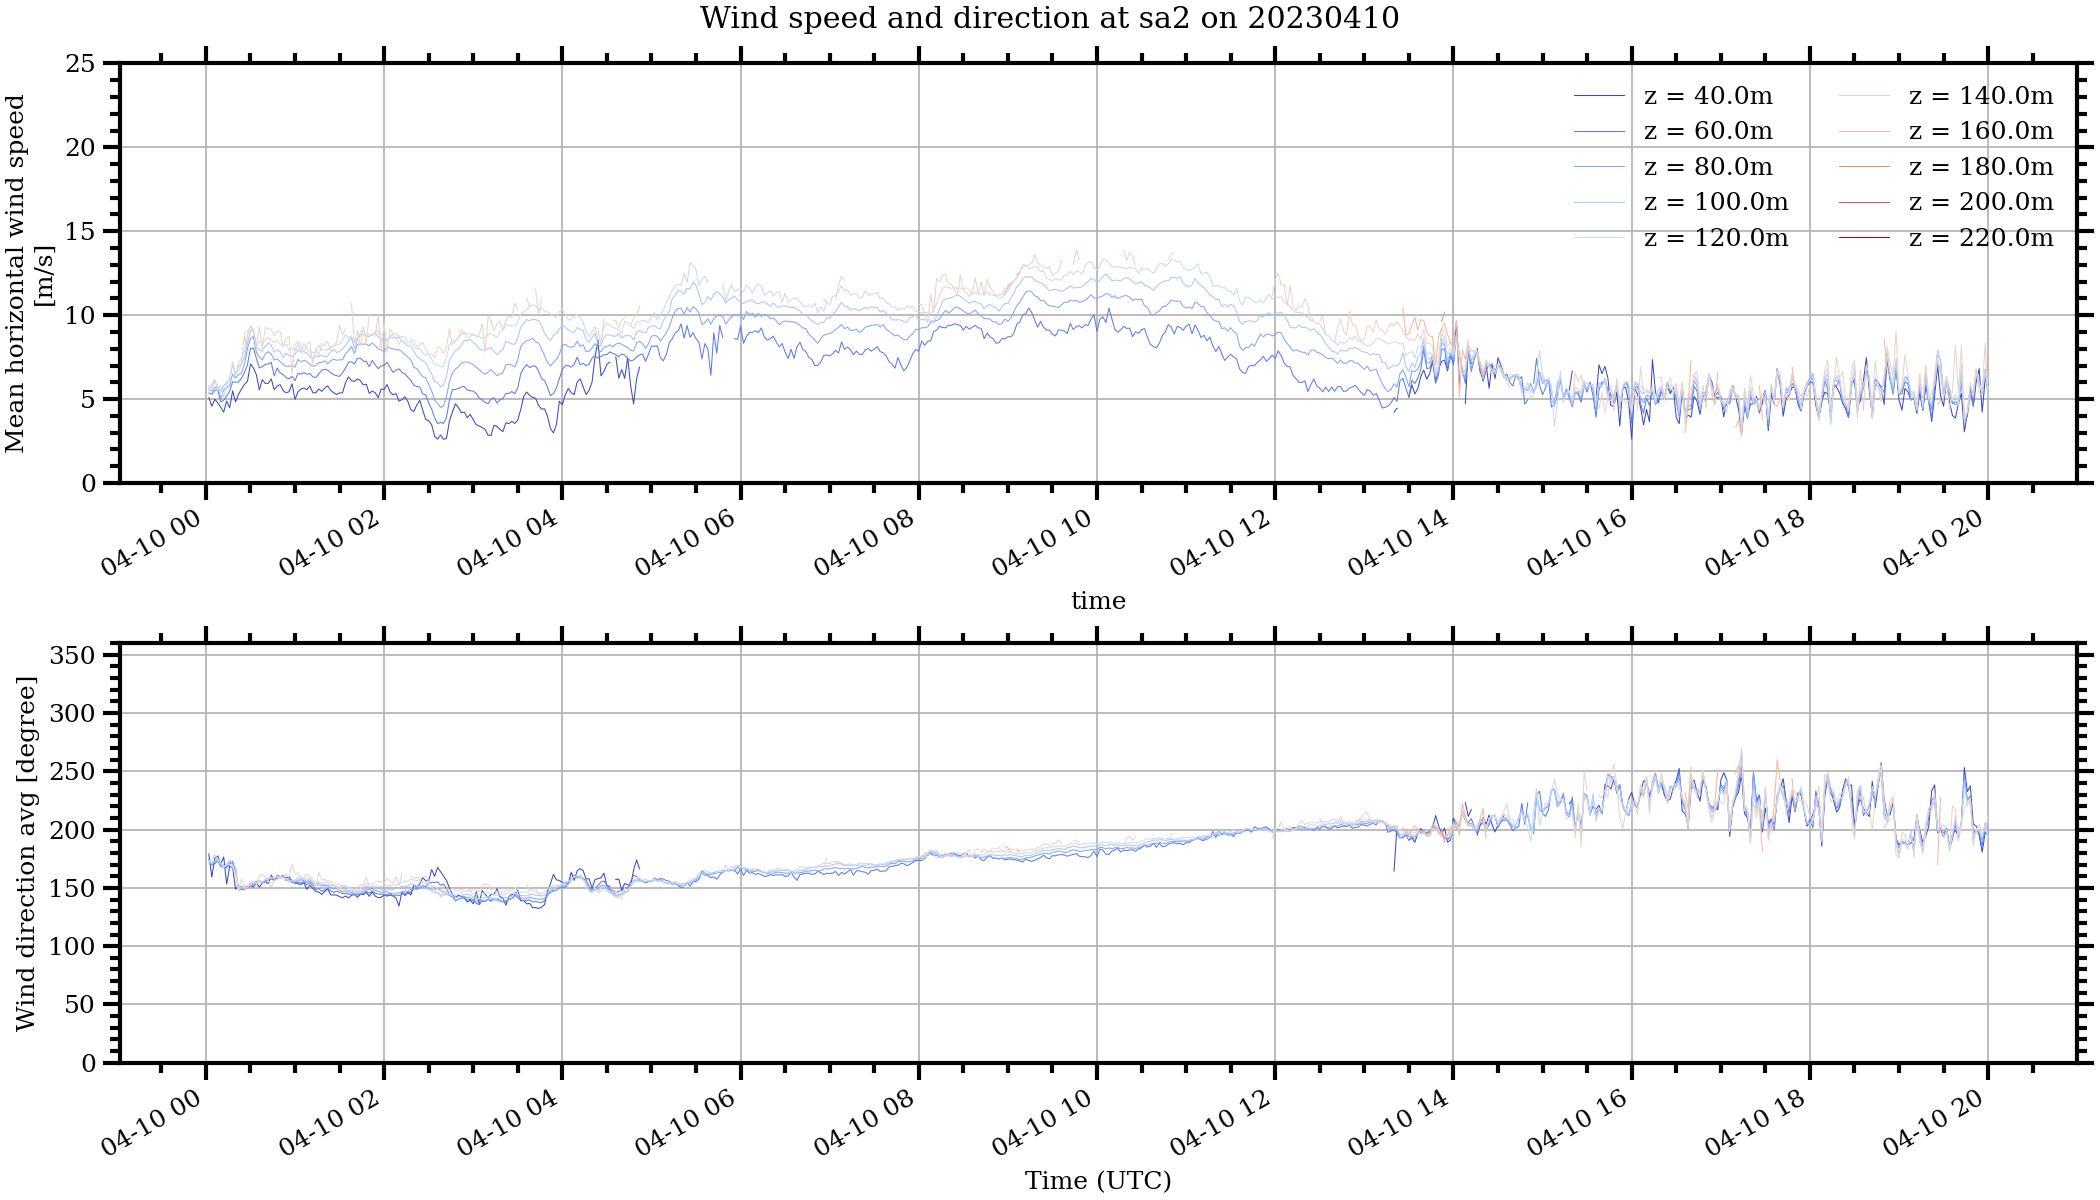 Wind speed and direction at sa2 on 20230410
Mean horizontal wind speed
[m/s]
25
20
15
10
5
0
z = 40.0m
z = 60.0m
z = 80.0m
z = 100.0m
z = 120.0m
z = 140.0m
z = 160.0m
z = 180.0m
z = 200.0m
z = 220.0m
04-10 00
04-10 02
04-10 04
04-10 06
04-10 08
04-10 10
04-10 12
04-10 14
04-10 16
04-10 18
04-10 20
time
Wind direction avg [degree]
350
300
250
200
150
100
50
0
04-10 00
04-10 02
04-10 04
04-10 06
04-10 08
04-10 10
04-10 12
04-10 14
04-10 16
04-10 18
04-10 20
Time (UTC)